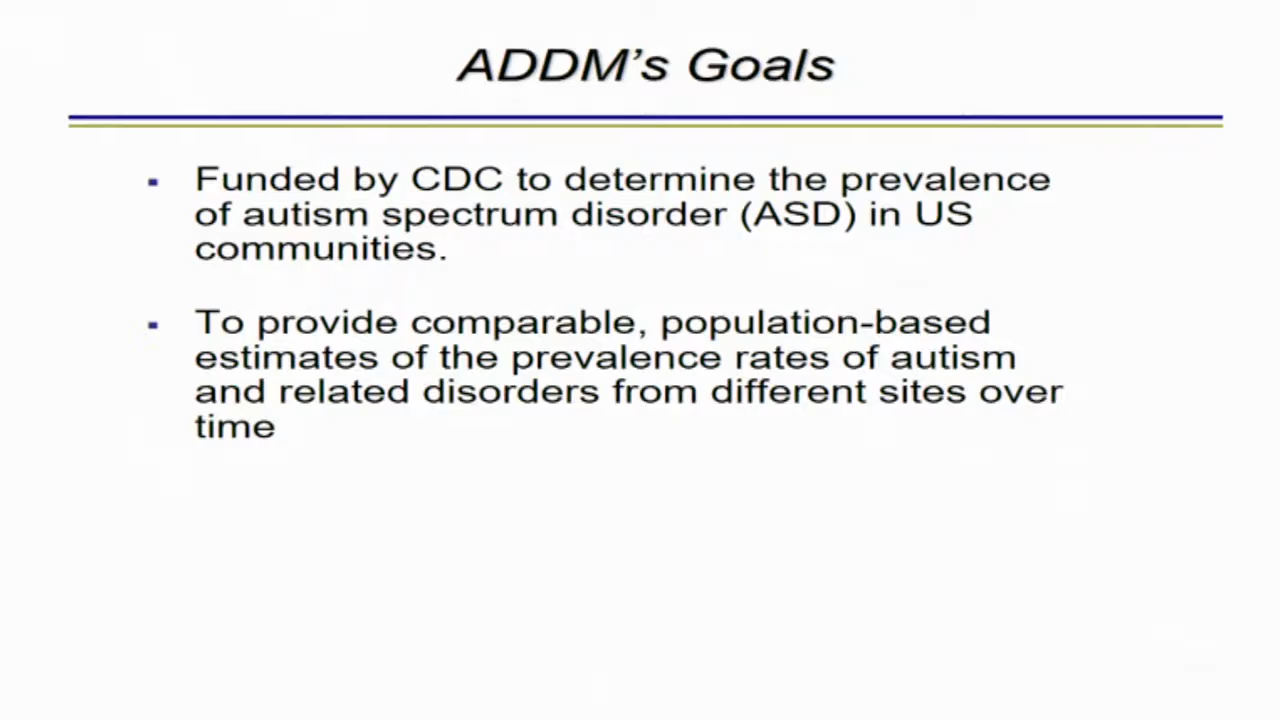 ADDM’s Goals
▪ Funded by CDC to determine the prevalence
of autism spectrum disorder (ASD) in US
communities.
▪ To provide comparable, population-based
estimates of the prevalence rates of autism
and related disorders from different sites over
time